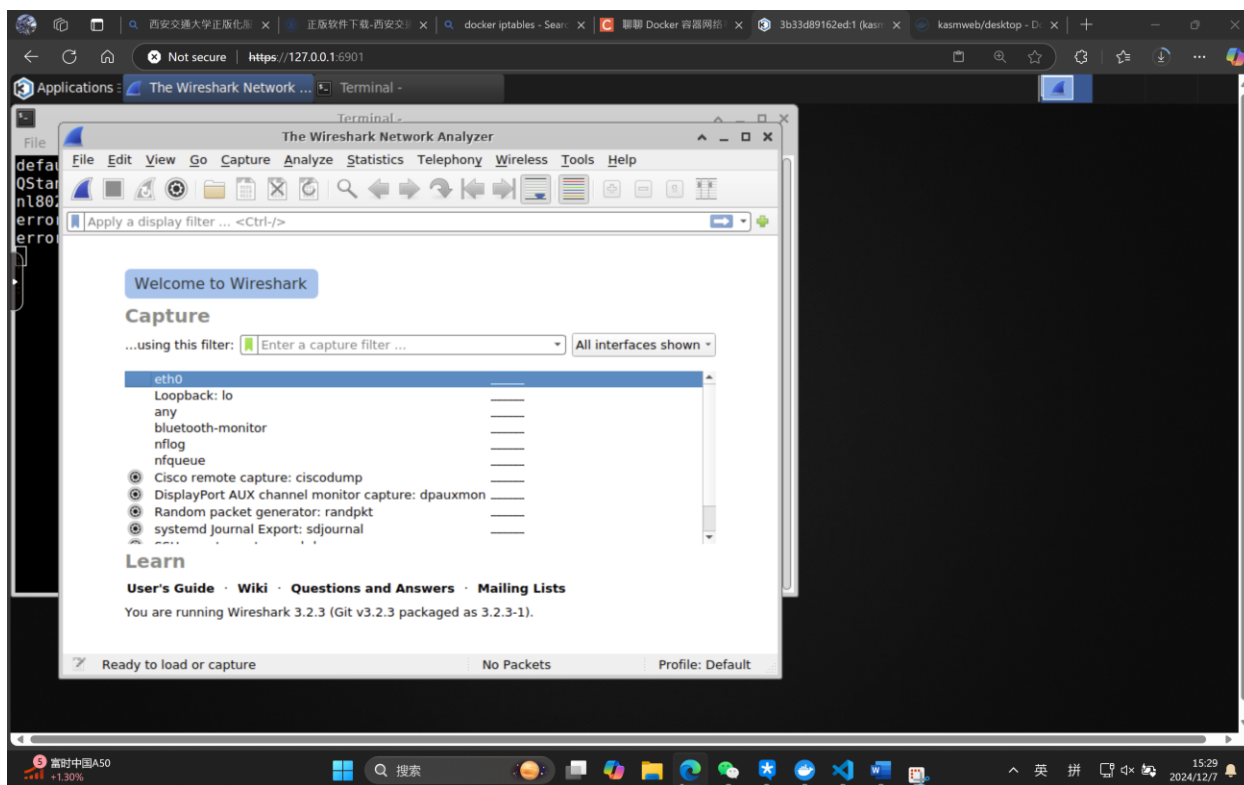 西安交通大学正版化服
正版软件下载-西安交
docker iptables - Searc
聊聊 Docker 容器网络
3b33d89162ed:1 (kasm
kasmweb/desktop - D
Not secure https://127.0.0.1:6901
Applications The Wireshark Network ... Terminal -
Terminal -
File
The Wireshark Network Analyzer
File Edit View Go Capture Analyze Statistics Telephony Wireless Tools Help
defau
QStar
nl802
error
error
Apply a display filter ... <Ctrl-/>
Welcome to Wireshark
Capture
...using this filter: Enter a capture filter ... All interfaces shown
eth0
Loopback: lo
any
bluetooth-monitor
nflog
nfqueue
Cisco remote capture: ciscodump
DisplayPort AUX channel monitor capture: dpauxmon
Random packet generator: randpkt
systemd Journal Export: sdjournal
Learn
User's Guide · Wiki · Questions and Answers · Mailing Lists
You are running Wireshark 3.2.3 (Git v3.2.3 packaged as 3.2.3-1).
Ready to load or capture No Packets Profile: Default
5 富时中国A50
+1.30%
搜索
英 拼
15:29
2024/12/7